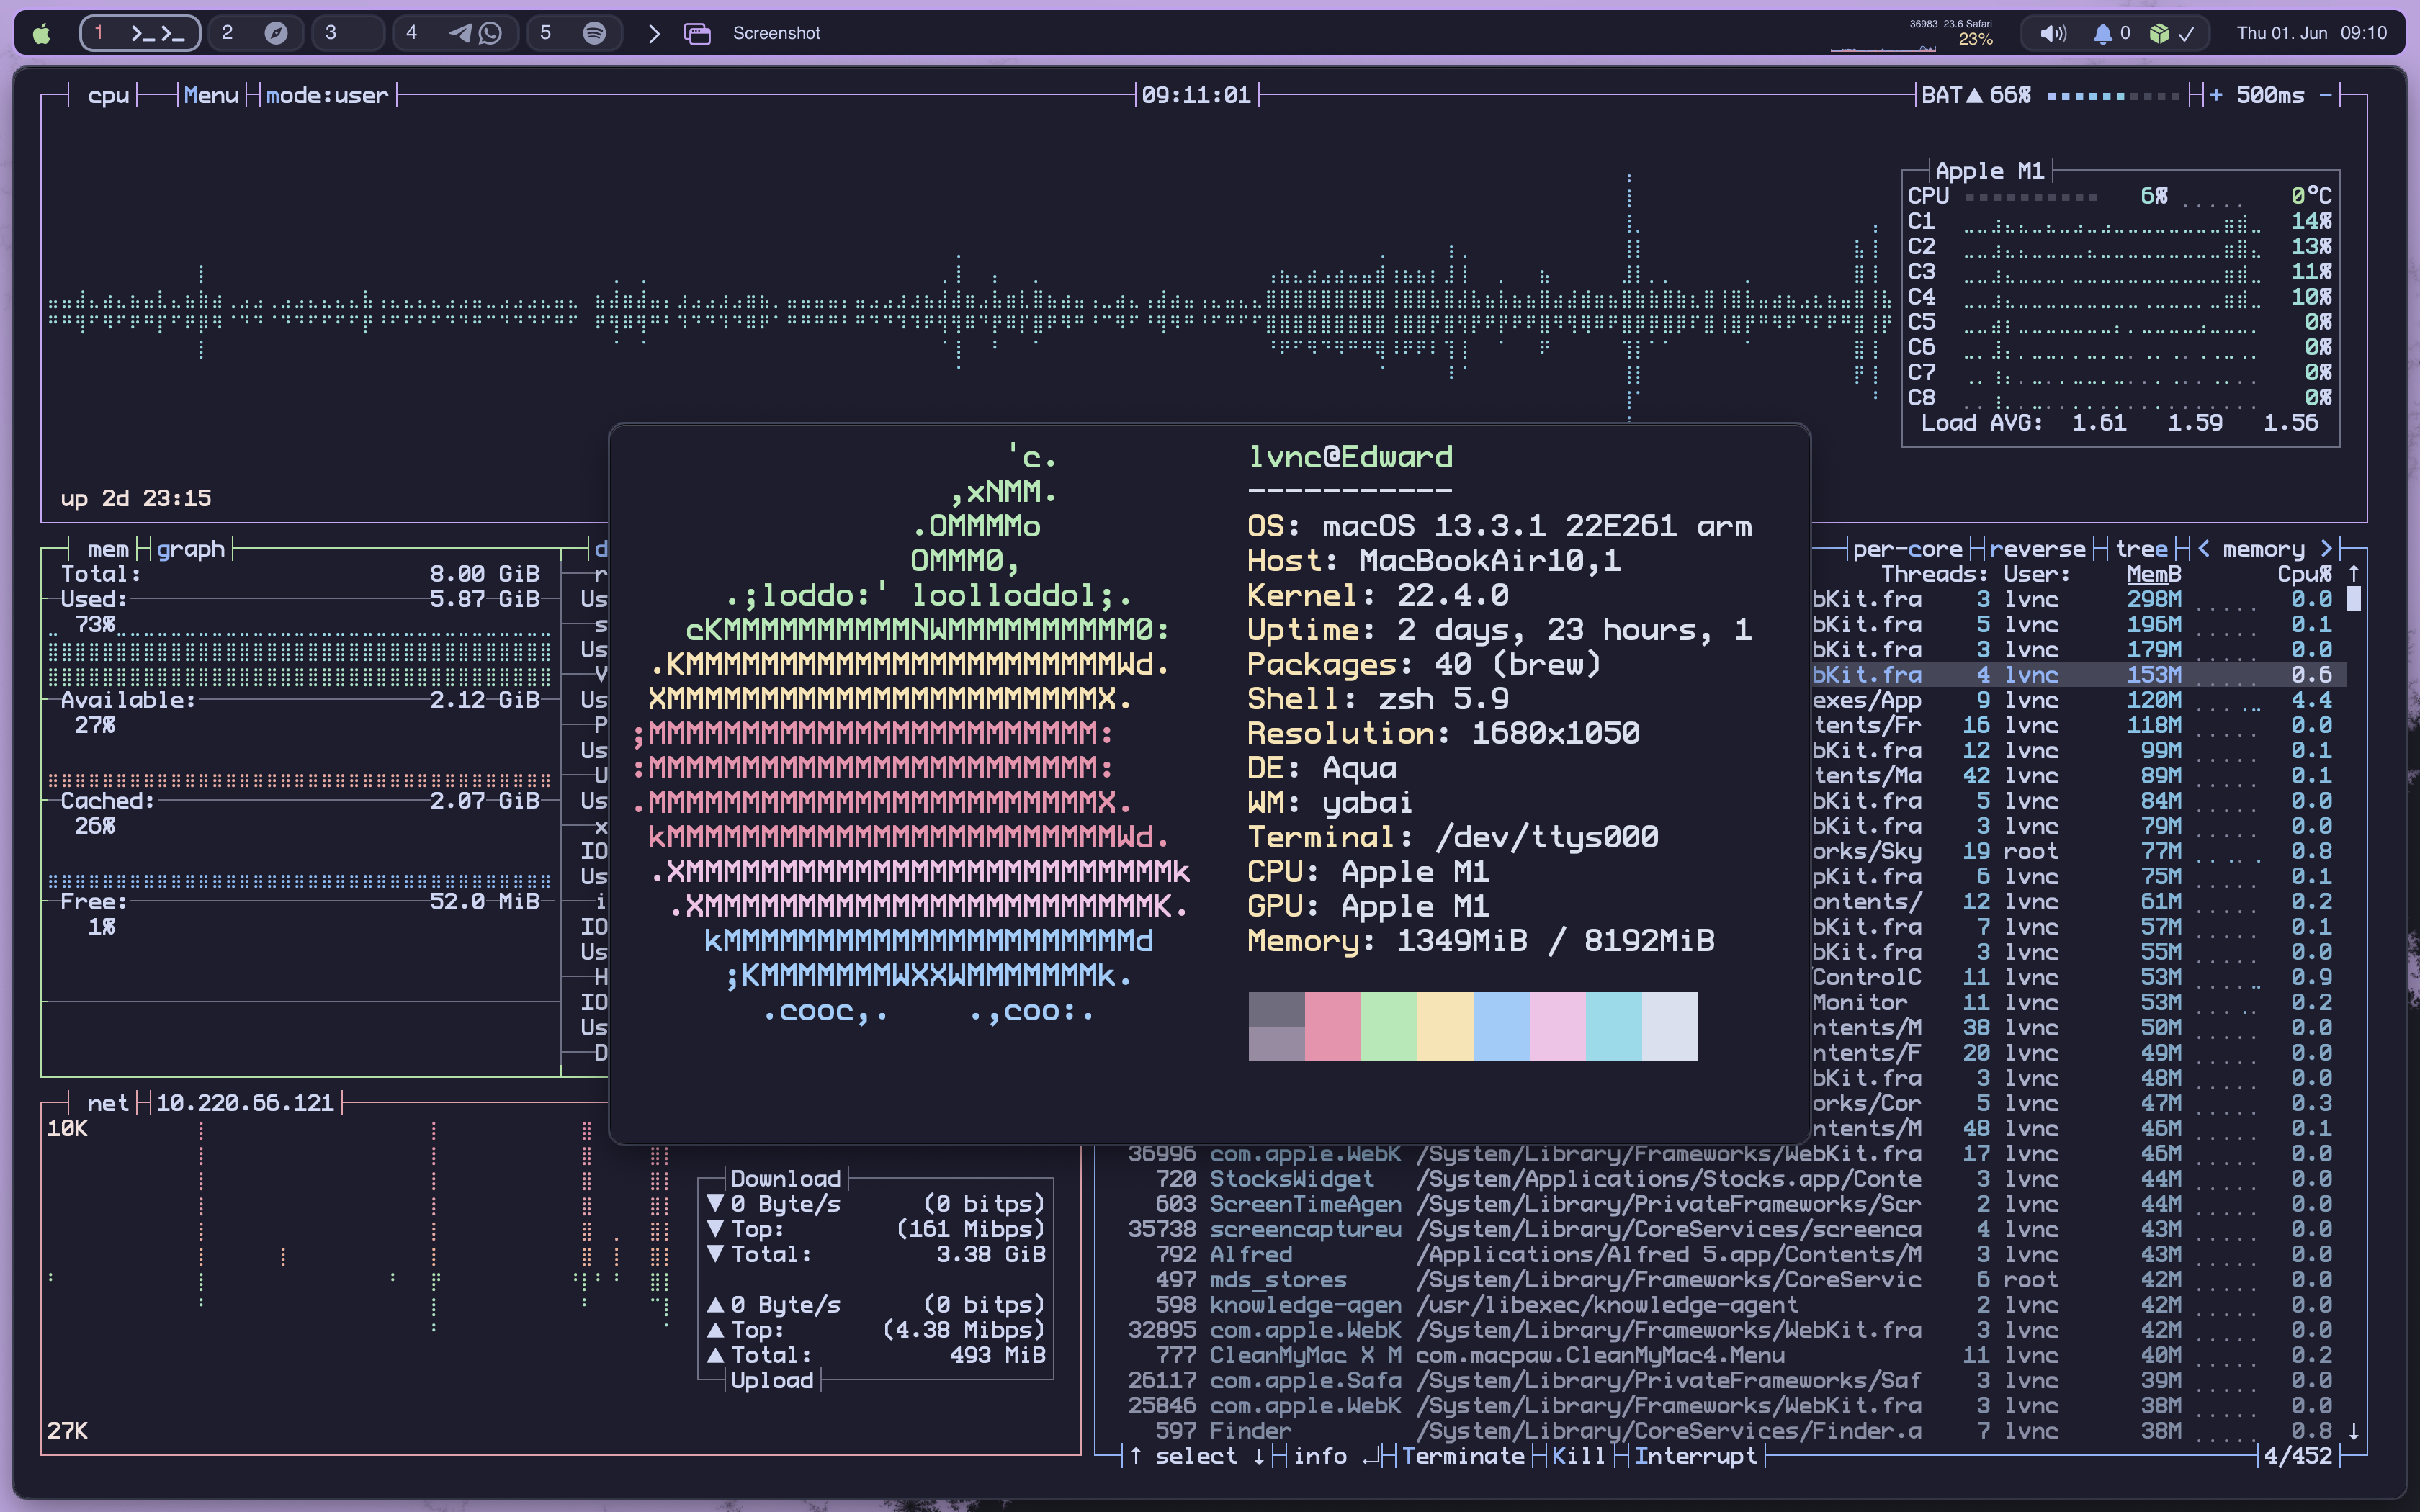 1 2 3 4 5 Screenshot 36983 23.6 Safari 23% 0 Thu 01. Jun 09:10
cpu Menu mode:user 09:11:01 BAT▲ 66% + 500ms -
Apple M1
CPU 6% 0°C
C1 14%
C2 13%
C3 11%
C4 10%
C5 0%
C6 0%
C7 0%
C8 0%
Load AVG: 1.61 1.59 1.56
up 2d 23:15
mem graph
Total: 8.00 GiB
Used: 5.87 GiB
73%
Available: 2.12 GiB
27%
Cached: 2.07 GiB
26%
Free: 52.0 MiB
1%
d
r
Us
s
Us
V
Us
P
Us
U
Us
x
IO
Us
i
IO
Us
H
IO
Us
D
'c.
,xNMM.
.OMMMMo
OMMM0,
.;loddo:' loolloddol;.
cKMMMMMMMMMMNWMMMMMMMMMM0:
.KMMMMMMMMMMMMMMMMMMMMMMMWd.
XMMMMMMMMMMMMMMMMMMMMMMMX.
;MMMMMMMMMMMMMMMMMMMMMMMM:
:MMMMMMMMMMMMMMMMMMMMMMMM:
.MMMMMMMMMMMMMMMMMMMMMMMMX.
kMMMMMMMMMMMMMMMMMMMMMMMMWd.
.XMMMMMMMMMMMMMMMMMMMMMMMMMMk
.XMMMMMMMMMMMMMMMMMMMMMMMMK.
kMMMMMMMMMMMMMMMMMMMMMMd
;KMMMMMMMWXXWMMMMMMMk.
.cooc,. .,coo:.
lvnc@Edward
-----------
OS: macOS 13.3.1 22E261 arm
Host: MacBookAir10,1
Kernel: 22.4.0
Uptime: 2 days, 23 hours, 1
Packages: 40 (brew)
Shell: zsh 5.9
Resolution: 1680x1050
DE: Aqua
WM: yabai
Terminal: /dev/ttys000
CPU: Apple M1
GPU: Apple M1
Memory: 1349MiB / 8192MiB
per-core reverse tree < memory >
Threads: User: MemB Cpu% ↑
bKit.fra 3 lvnc 298M 0.0
bKit.fra 5 lvnc 196M 0.1
bKit.fra 3 lvnc 179M 0.0
bKit.fra 4 lvnc 153M 0.6
exes/App 9 lvnc 120M 4.4
tents/Fr 16 lvnc 118M 0.0
bKit.fra 12 lvnc 99M 0.1
tents/Ma 42 lvnc 89M 0.1
bKit.fra 5 lvnc 84M 0.0
bKit.fra 3 lvnc 79M 0.0
orks/Sky 19 root 77M 0.8
pKit.fra 6 lvnc 75M 0.1
ontents/ 12 lvnc 61M 0.2
bKit.fra 7 lvnc 57M 0.1
bKit.fra 3 lvnc 55M 0.0
ControlC 11 lvnc 53M 0.9
Monitor 11 lvnc 53M 0.2
ntents/M 38 lvnc 50M 0.0
ntents/F 20 lvnc 49M 0.0
bKit.fra 3 lvnc 48M 0.0
orks/Cor 5 lvnc 47M 0.3
ntents/M 48 lvnc 46M 0.1
36996 com.apple.WebK /System/Library/Frameworks/WebKit.fra 17 lvnc 46M 0.0
720 StocksWidget /System/Applications/Stocks.app/Conte 3 lvnc 44M 0.0
603 ScreenTimeAgen /System/Library/PrivateFrameworks/Scr 2 lvnc 44M 0.0
35738 screencaptureu /System/Library/CoreServices/screenca 4 lvnc 43M 0.0
792 Alfred /Applications/Alfred 5.app/Contents/M 3 lvnc 43M 0.0
497 mds_stores /System/Library/Frameworks/CoreServic 6 root 42M 0.0
598 knowledge-agen /usr/libexec/knowledge-agent 2 lvnc 42M 0.0
32895 com.apple.WebK /System/Library/Frameworks/WebKit.fra 3 lvnc 42M 0.0
777 CleanMyMac X M com.macpaw.CleanMyMac4.Menu 11 lvnc 40M 0.2
26117 com.apple.Safa /System/Library/PrivateFrameworks/Saf 3 lvnc 39M 0.0
25846 com.apple.WebK /System/Library/Frameworks/WebKit.fra 3 lvnc 38M 0.0
597 Finder /System/Library/CoreServices/Finder.a 7 lvnc 38M 0.8 ↓
↑ select ↓ info ↵ Terminate Kill Interrupt 4/452
net 10.220.66.121
10K
Download
▼ 0 Byte/s (0 bitps)
▼ Top: (161 Mibps)
▼ Total: 3.38 GiB
▲ 0 Byte/s (0 bitps)
▲ Top: (4.38 Mibps)
▲ Total: 493 MiB
Upload
27K